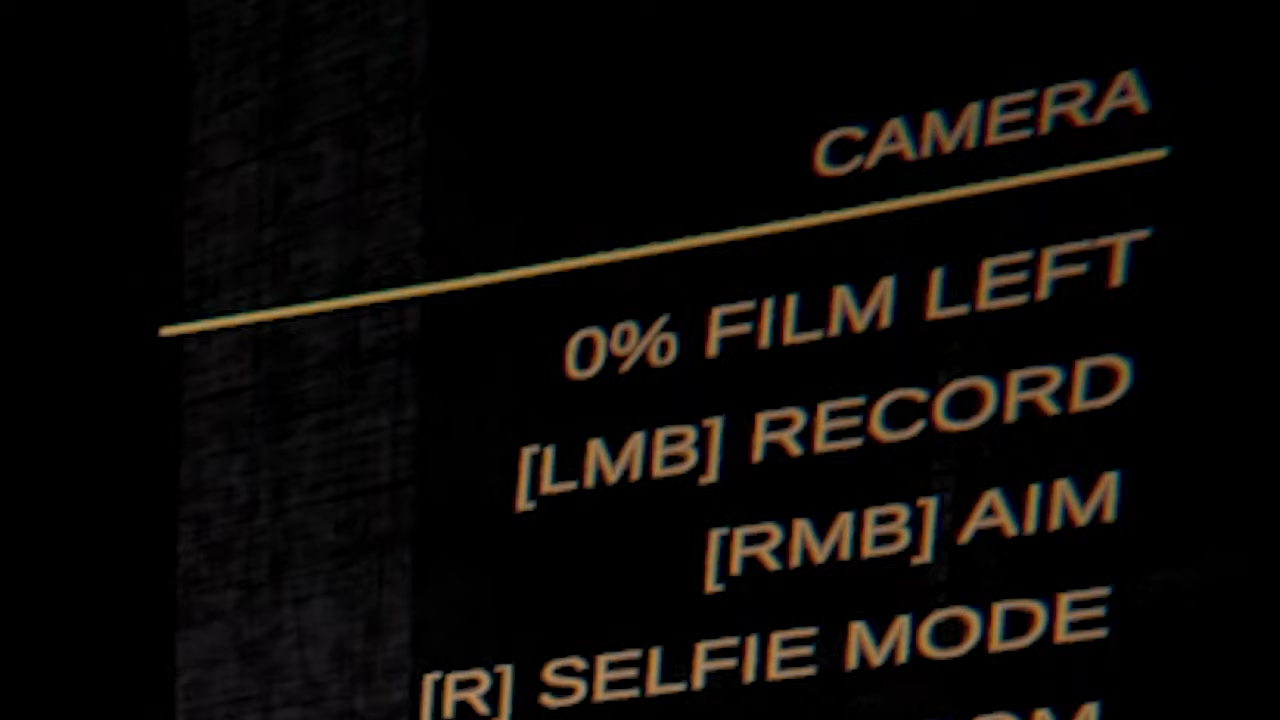 CAMERA
0% FILM LEFT
[LMB] RECORD
[RMB] AIM
[R] SELFIE MODE